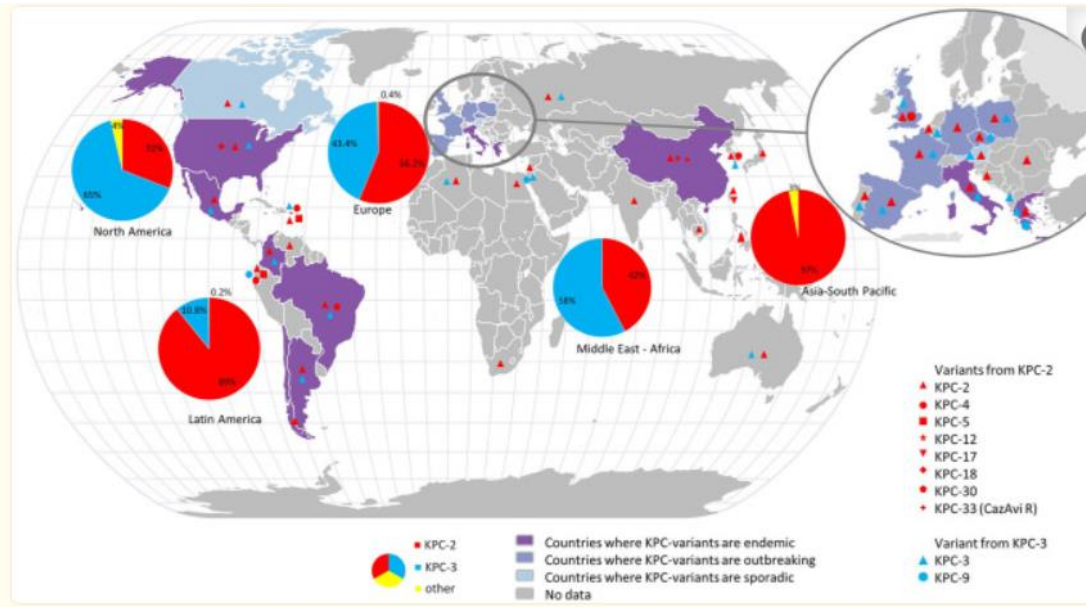 0.4%
43.4%
56.2%
Europe
4%
31%
65%
North America
0.2%
10.8%
89%
Latin America
42%
58%
Middle East - Africa
3%
97%
Asia-South Pacific
Variants from KPC-2
KPC-2
KPC-4
KPC-5
KPC-12
KPC-17
KPC-18
KPC-30
KPC-33 (CazAvi R)
Variant from KPC-3
KPC-3
KPC-9
KPC-2
KPC-3
other
Countries where KPC-variants are endemic
Countries where KPC-variants are outbreaking
Countries where KPC-variants are sporadic
No data